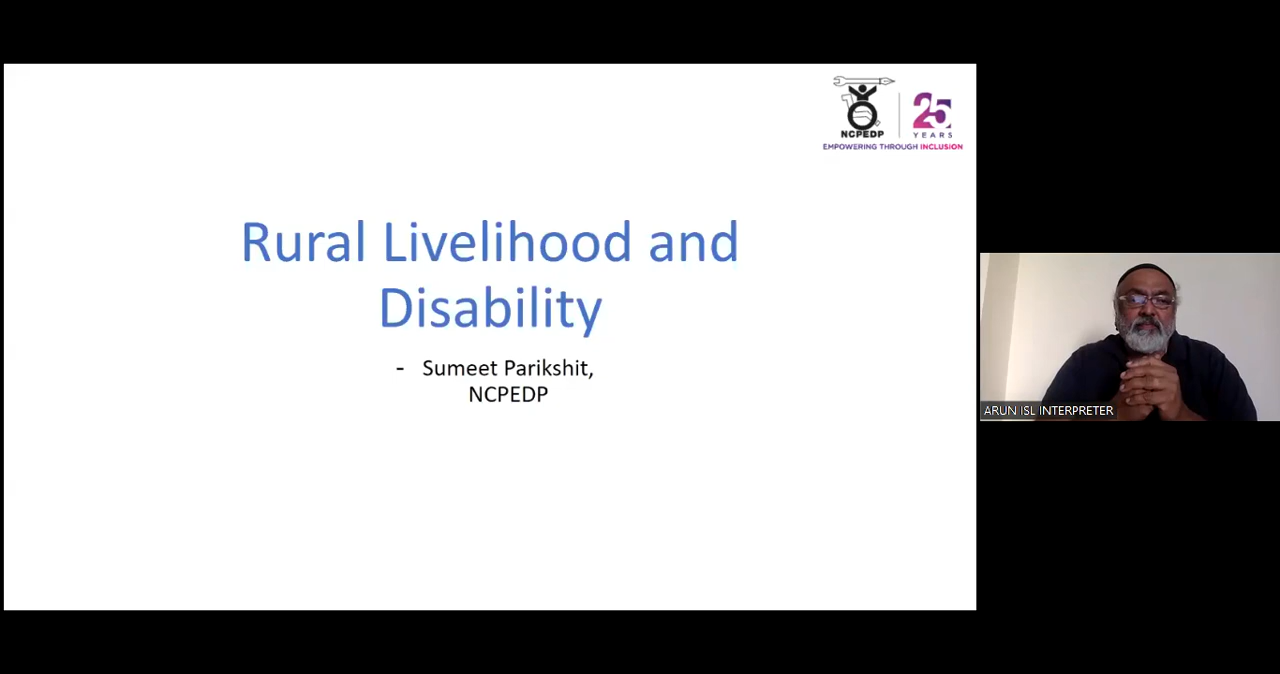 NCPEDP
25
YEARS
EMPOWERING THROUGH INCLUSION
Rural Livelihood and
Disability
- Sumeet Parikshit,
NCPEDP
ARUN ISL INTERPRETER